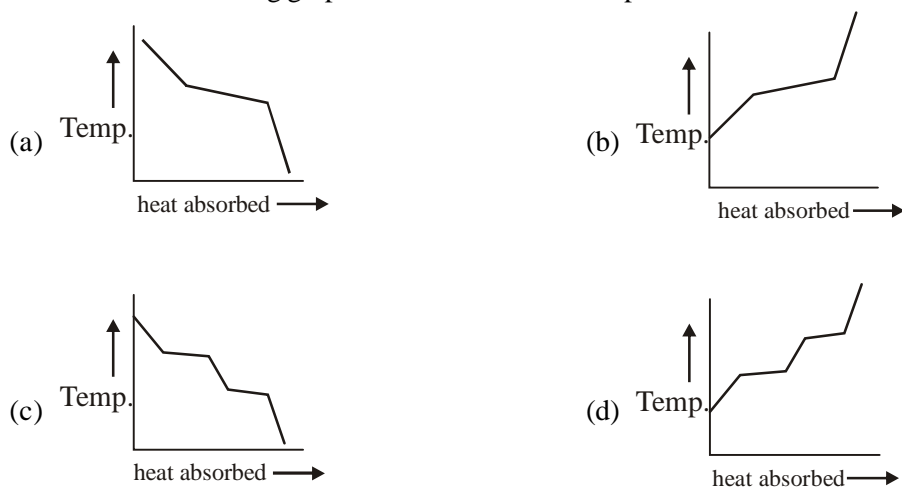 (a) Temp.
heat absorbed
(b) Temp.
heat absorbed
(c) Temp.
heat absorbed
(d) Temp.
heat absorbed